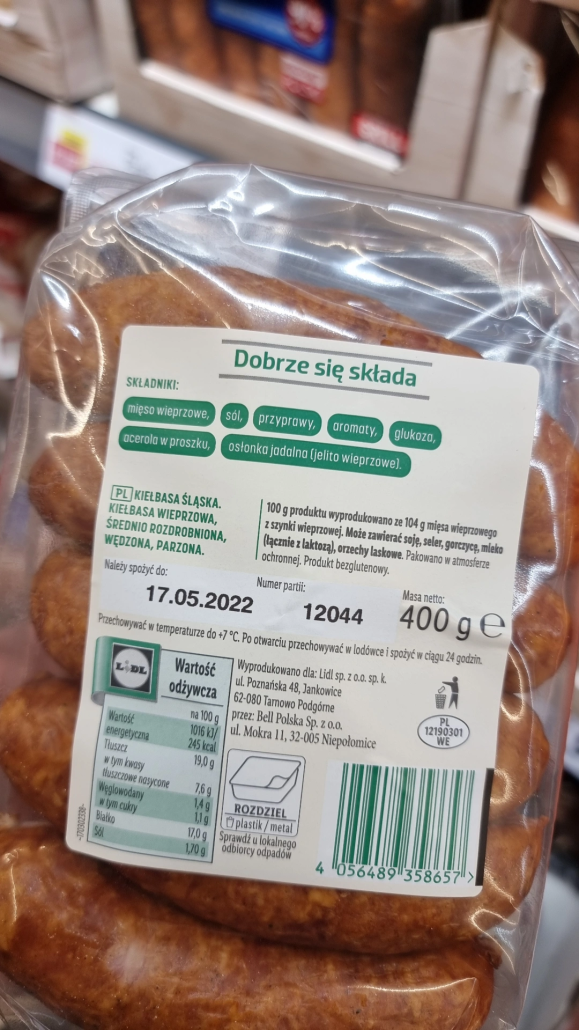 Dobrze się składa
SKŁADNIKI:
mięso wieprzowe, sól, przyprawy, aromaty, glukoza,
acerola w proszku, osłonka jadalna (jelito wieprzowe).
PL KIEŁBASA ŚLĄSKA.
KIEŁBASA WIEPRZOWA,
ŚREDNIO ROZDROBNIONA,
WĘDZONA, PARZONA.
100 g produktu wyprodukowano ze 104 g mięsa wieprzowego
z szynki wieprzowej. Może zawierać soję, seler, gorczycę, mleko
(łącznie z laktozą), orzechy laskowe. Pakowano w atmosferze
ochronnej. Produkt bezglutenowy.
Należy spożyć do:
17.05.2022
Numer partii:
12044
Masa netto:
400 g e
Przechowywać w temperaturze do +7 °C. Po otwarciu przechowywać w lodówce i spożyć w ciągu 24 godzin.
LIDL
Wartość
odżywcza
na 100 g
Wartość
energetyczna
1016 kJ/
245 kcal
Tłuszcz 19,0 g
w tym kwasy
tłuszczowe nasycone 7,6 g
Węglowodany 1,4 g
w tym cukry 1,1 g
Białko 17,0 g
Sól 1,70 g
Wyprodukowano dla: Lidl sp. z o.o. sp. k.
ul. Poznańska 48, Jankowice
62-080 Tarnowo Podgórne
przez: Bell Polska Sp. z o.o.
ul. Mokra 11, 32-005 Niepołomice
PL
12190301
WE
ROZDZIEL
plastik / metal
Sprawdź u lokalnego
odbiorcy odpadów
4 056489 358657 >